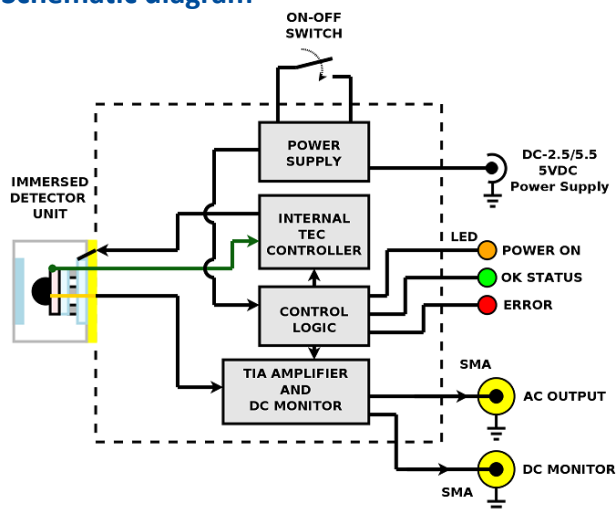 Schematic diagram
ON-OFF
SWITCH
POWER
SUPPLY
DC-2.5/5.5
5VDC
Power Supply
IMMERSED
DETECTOR
UNIT
INTERNAL
TEC
CONTROLLER
LED
POWER ON
OK STATUS
ERROR
CONTROL
LOGIC
TIA AMPLIFIER
AND
DC MONITOR
SMA
AC OUTPUT
DC MONITOR
SMA